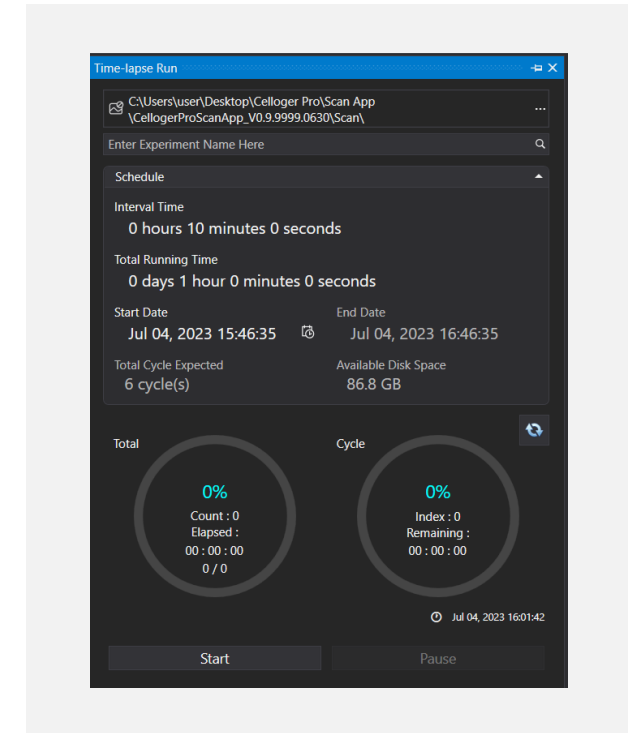 Time-lapse Run
C:\Users\user\Desktop\Celloger Pro\Scan App
\CellogerProScanApp_V0.9.9999.0630\Scan\
...
Enter Experiment Name Here
Schedule
Interval Time
0 hours 10 minutes 0 seconds
Total Running Time
0 days 1 hour 0 minutes 0 seconds
Start Date
End Date
Jul 04, 2023 15:46:35
Jul 04, 2023 16:46:35
Total Cycle Expected
Available Disk Space
6 cycle(s)
86.8 GB
Total
0%
Count : 0
Elapsed :
00 : 00 : 00
0 / 0
Cycle
0%
Index : 0
Remaining :
00 : 00 : 00
Jul 04, 2023 16:01:42
Start
Pause